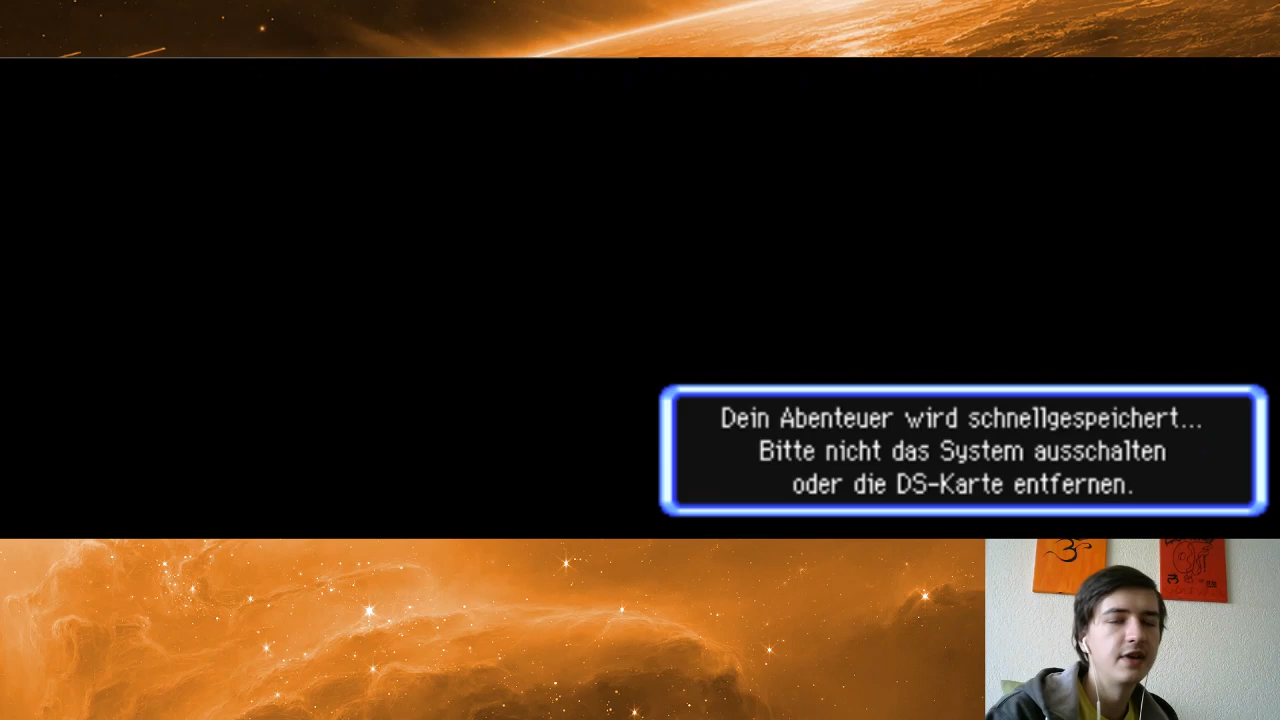 Dein Abenteuer wird schnellgespeichert...
Bitte nicht das System ausschalten
oder die DS-Karte entfernen.